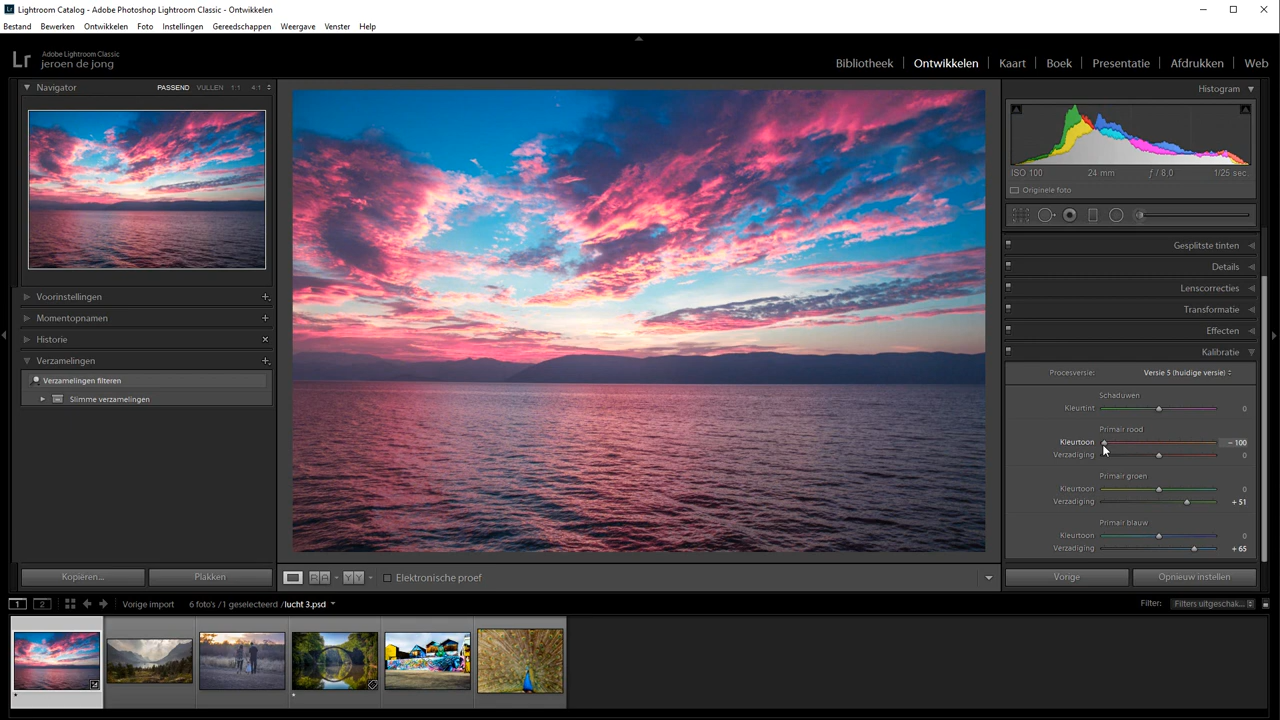 Lightroom Catalog - Adobe Photoshop Lightroom Classic - Ontwikkelen
Bestand Bewerken Ontwikkelen Foto Instellingen Gereedschappen Weergave Venster Help
Lr Adobe Lightroom Classic
jeroen de jong
Bibliotheek Ontwikkelen Kaart Boek Presentatie Afdrukken Web
Navigator PASSEND VULLEN 1:1 4:1
Histogram
ISO 100 24 mm ƒ / 8,0 1/25 sec.
Originele foto
Gesplitste tinten
Details
Lenscorrecties
Transformatie
Effecten
Kalibratie
Voorinstellingen
Momentopnamen
Historie
Verzamelingen
Verzamelingen filteren
Slimme verzamelingen
Procesversie: Versie 5 (huidige versie)
Schaduwen
Kleurtint 0
Primair rood
Kleurtoon – 100
Verzadiging 0
Primair groen
Kleurtoon 0
Verzadiging + 51
Primair blauw
Kleurtoon 0
Verzadiging + 65
Kopiëren... Plakken
Elektronische proef
Vorige Opnieuw instellen
1 2 Vorige import 6 foto's /1 geselecteerd /lucht 3.psd
Filter: Filters uitgeschak...